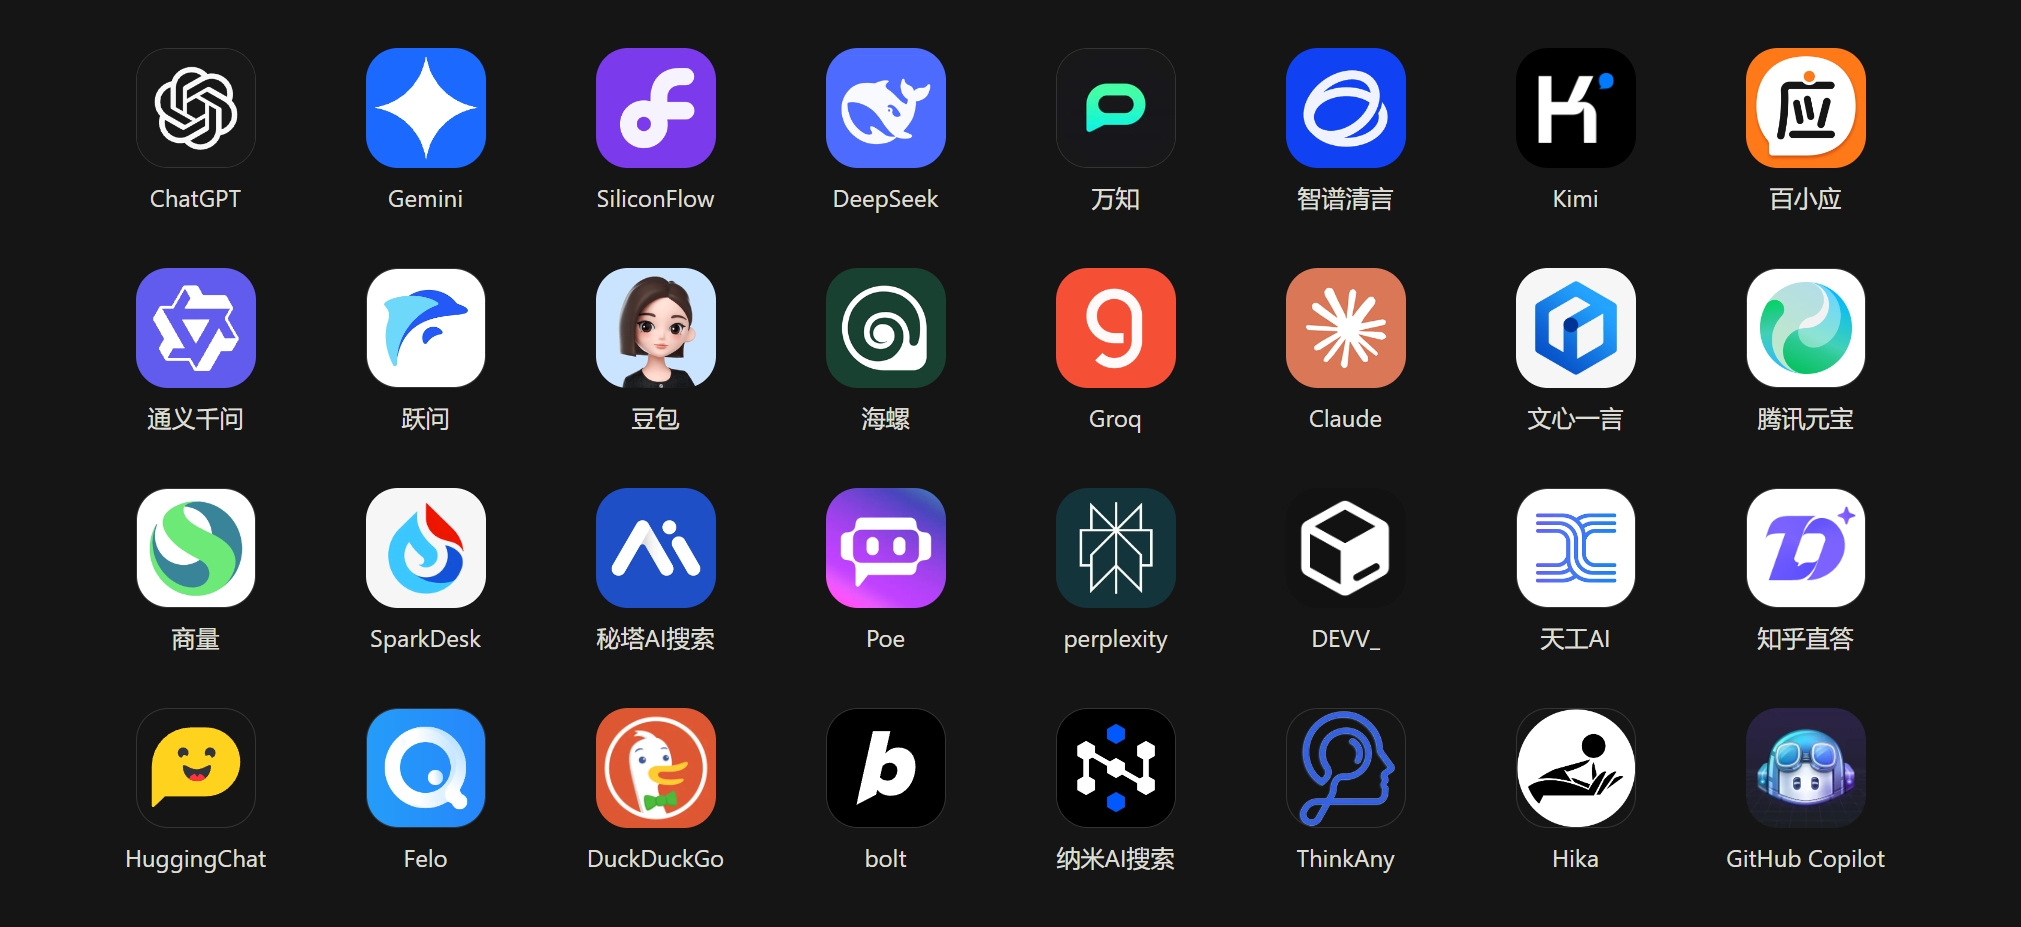 ChatGPT
Gemini
SiliconFlow
DeepSeek
万知
智谱清言
Kimi
百小应
通义千问
跃问
豆包
海螺
Groq
Claude
文心一言
腾讯元宝
商量
SparkDesk
秘塔AI搜索
Poe
perplexity
DEVV_
天工AI
知乎直答
HuggingChat
Felo
DuckDuckGo
bolt
纳米AI搜索
ThinkAny
Hika
GitHub Copilot